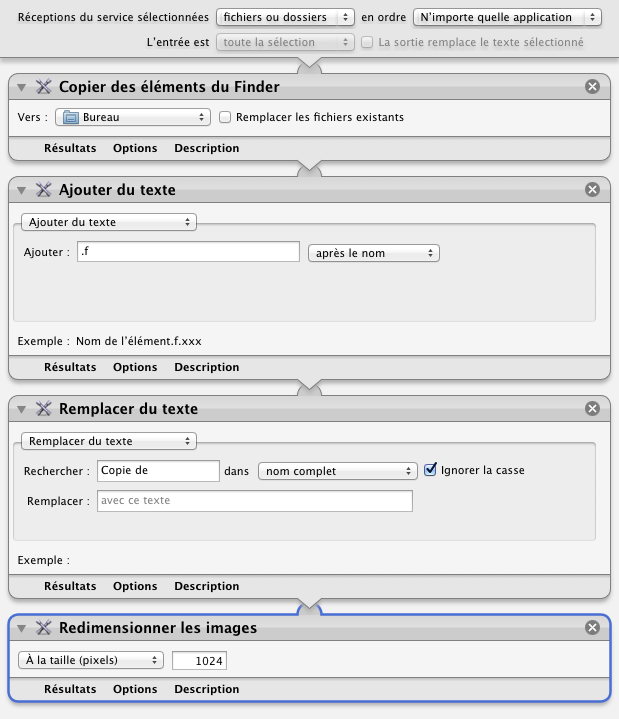 Réceptions du service sélectionnées fichiers ou dossiers en ordre N'importe quelle application
L'entrée est toute la sélection La sortie remplace le texte sélectionné
Copier des éléments du Finder
Vers : Bureau Remplacer les fichiers existants
Résultats Options Description
Ajouter du texte
Ajouter du texte
Ajouter : .f après le nom
Exemple : Nom de l'élément.f.xxx
Résultats Options Description
Remplacer du texte
Remplacer du texte
Rechercher : Copie de dans nom complet Ignorer la casse
Remplacer : avec ce texte
Exemple :
Résultats Options Description
Redimensionner les images
À la taille (pixels) 1024
Résultats Options Description